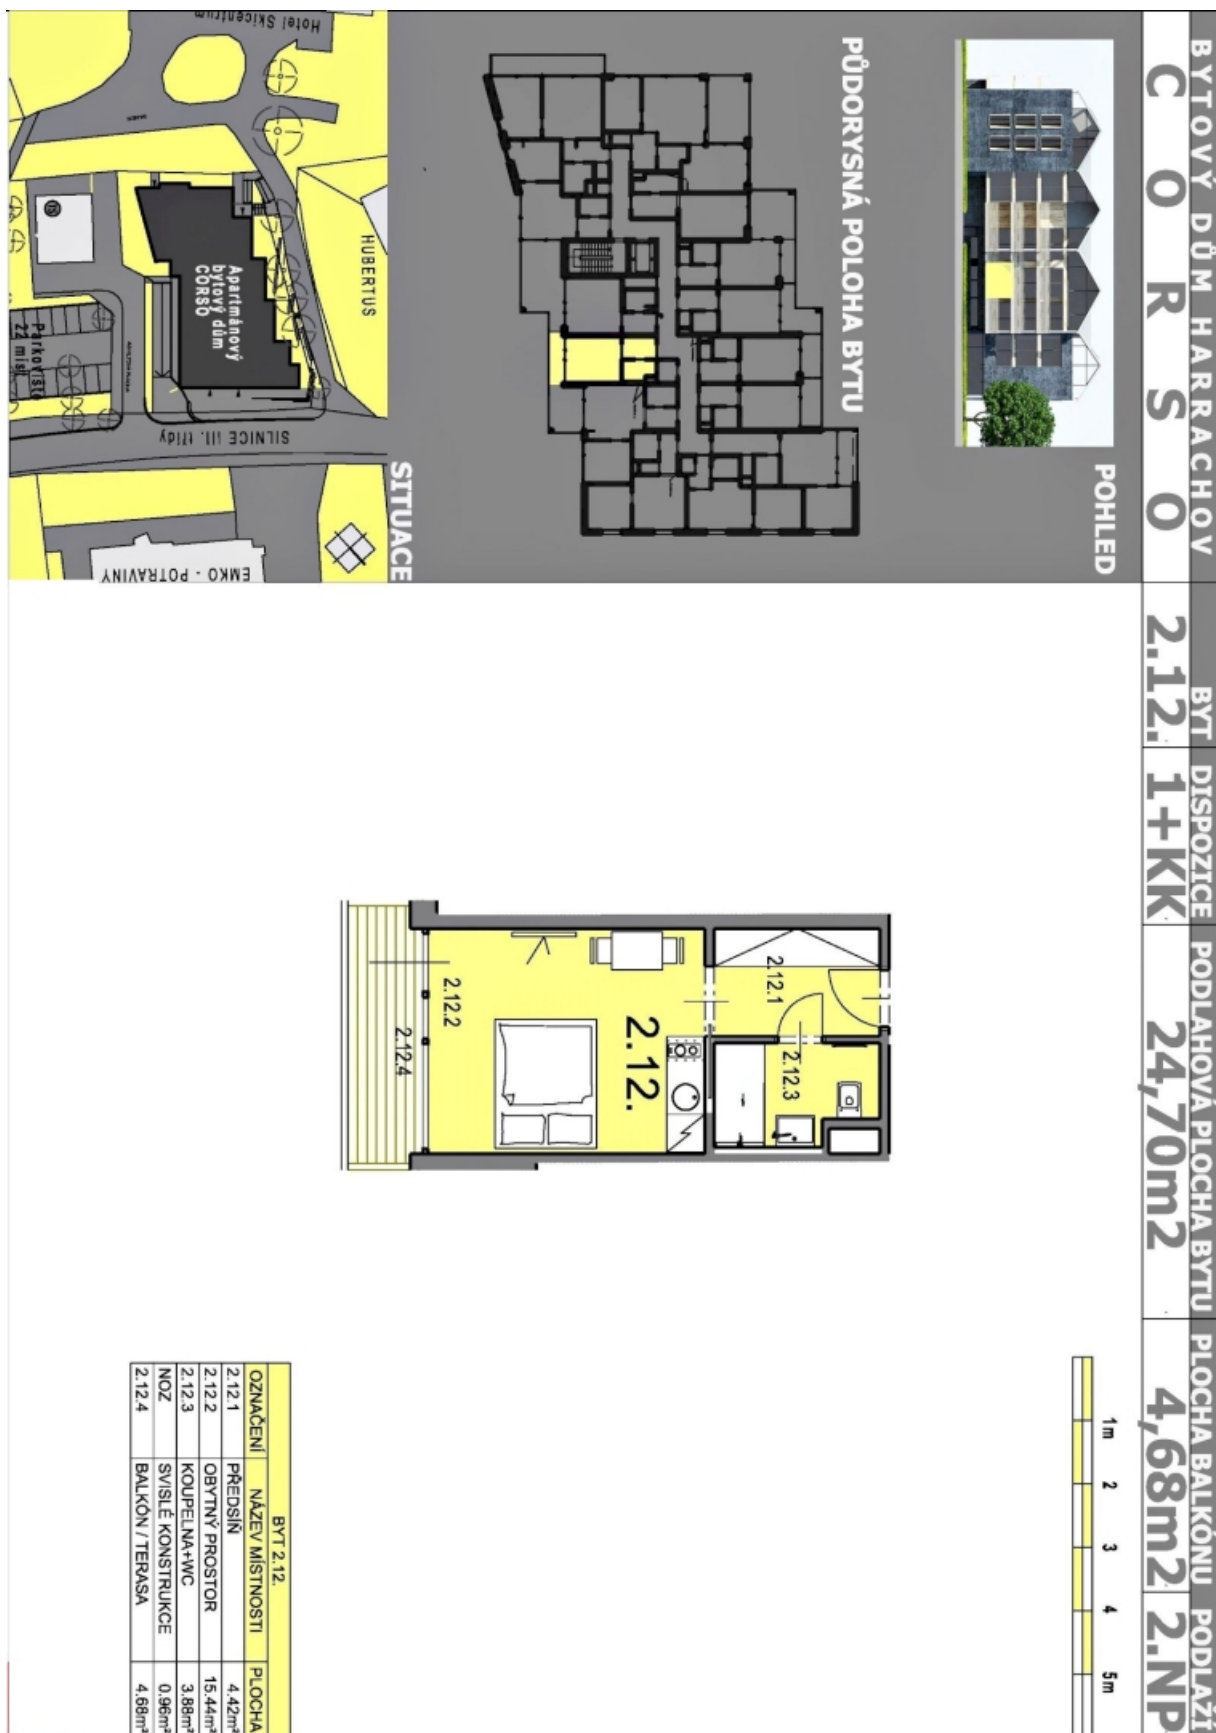 BYTOVÝ DŮM HARRACHOV
CORSO
BYT
2.12.
DISPOZICE
1+KK
PODLAHOVÁ PLOCHA BYTU
24,70m2
PLOCHA BALKÓNU
4,68m2
PODLAŽÍ
2.NP
POHLED
PŮDORYSNÁ POLOHA BYTU
SITUACE
Hotel Skicentrum
HUBERTUS
Apartmánový
bytový dům
CORSO
Parkoviště
22 míst
SILNICE III. třídy
EMKO - POTRAVINY
2.12.1
2.12.2
2.12.
2.12.3
2.12.4
1m 2 3 4 5m
BYT 2.12.
OZNAČENÍ NÁZEV MÍSTNOSTI PLOCHA
2.12.1 PŘEDSÍŇ 4.42m²
2.12.2 OBYTNÝ PROSTOR 15.44m²
2.12.3 KOUPELNA+WC 3.88m²
NOZ SVISLÉ KONSTRUKCE 0.96m²
2.12.4 BALKÓN / TERASA 4.68m²